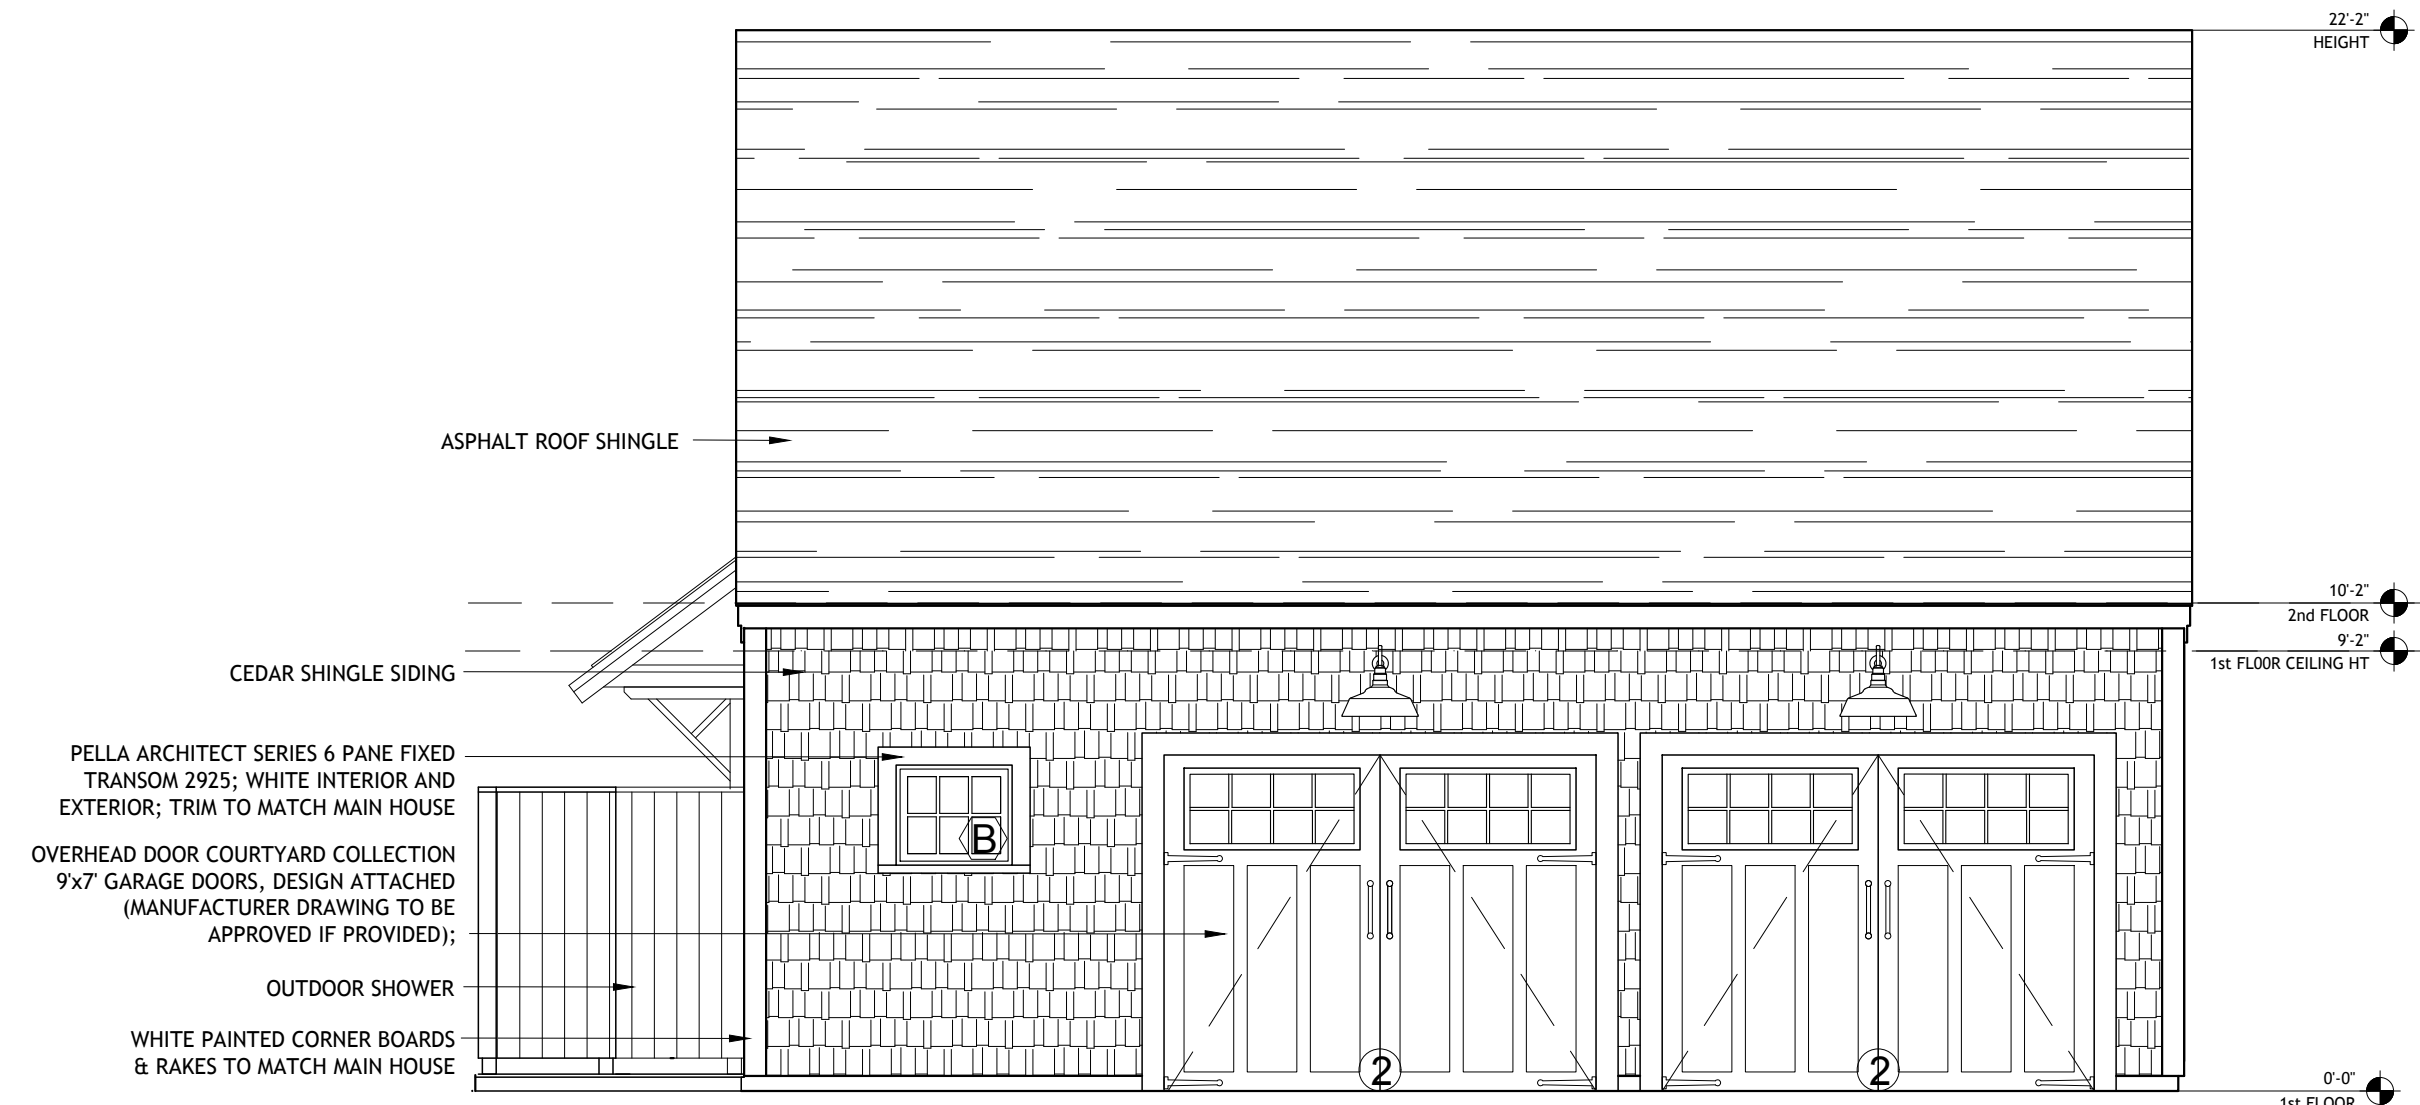 22'-2"
HEIGHT
ASPHALT ROOF SHINGLE
10'-2"
2nd FLOOR
9'-2"
1st FLOOR CEILING HT
CEDAR SHINGLE SIDING
PELLA ARCHITECT SERIES 6 PANE FIXED
TRANSOM 2925; WHITE INTERIOR AND
EXTERIOR; TRIM TO MATCH MAIN HOUSE
B
OVERHEAD DOOR COURTYARD COLLECTION
9'x7' GARAGE DOORS, DESIGN ATTACHED
(MANUFACTURER DRAWING TO BE
APPROVED IF PROVIDED);
OUTDOOR SHOWER
WHITE PAINTED CORNER BOARDS
& RAKES TO MATCH MAIN HOUSE
2
2
0'-0"
1st FLOOR